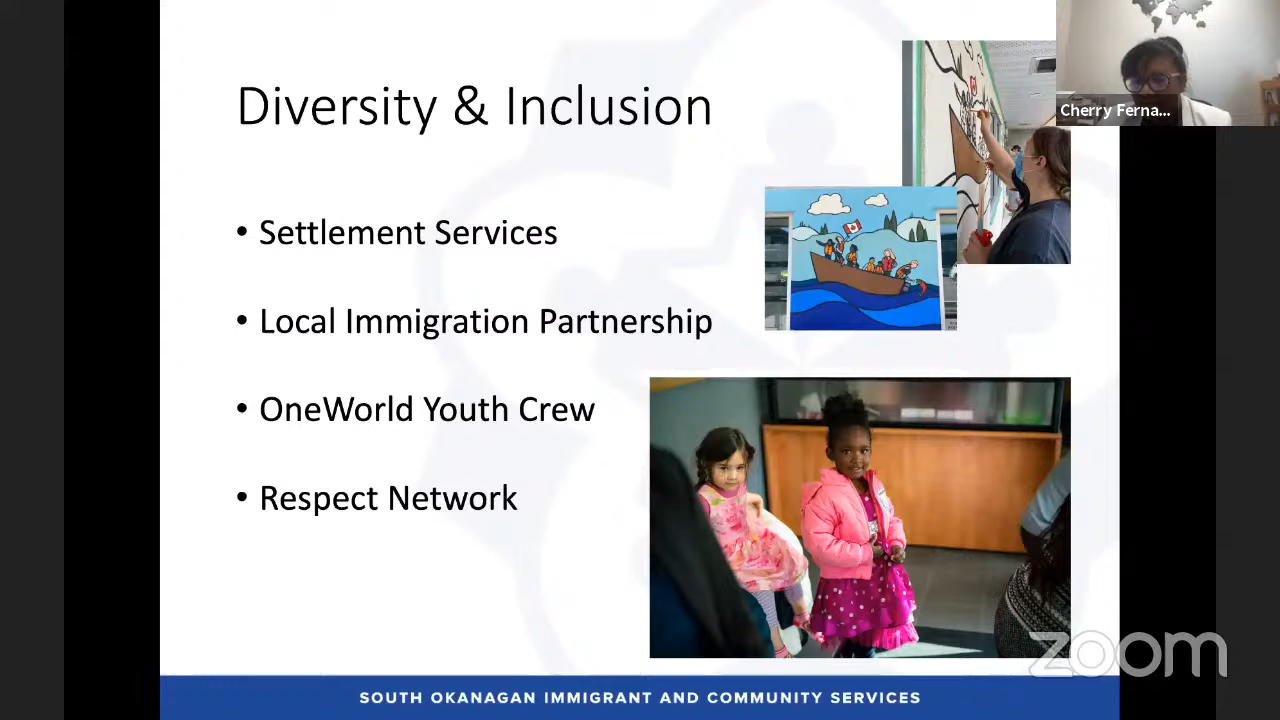 Diversity & Inclusion
Cherry Ferna...
• Settlement Services
• Local Immigration Partnership
• OneWorld Youth Crew
• Respect Network
zoom
SOUTH OKANAGAN IMMIGRANT AND COMMUNITY SERVICES